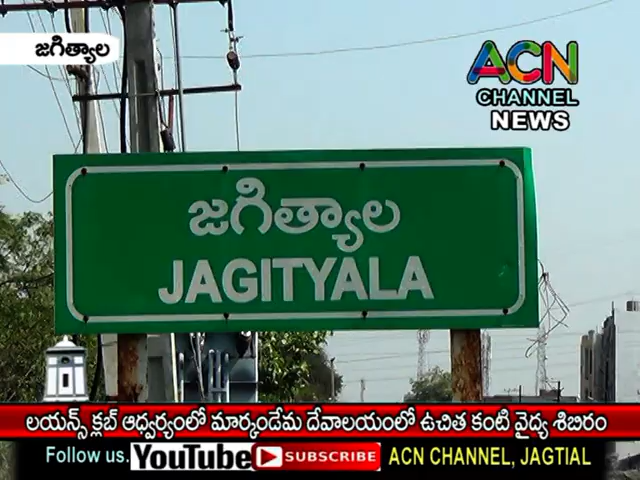 జగిత్యాల
ACN
CHANNEL
NEWS
జగిత్యాల
JAGITYALA
లయన్స్ క్లబ్ ఆధ్వర్యంలో మార్కండేమ దేవాలయంలో ఉచిత కంటి వైద్య శిబిరం
Follow us. YouTube SUBSCRIBE ACN CHANNEL, JAGTIAL